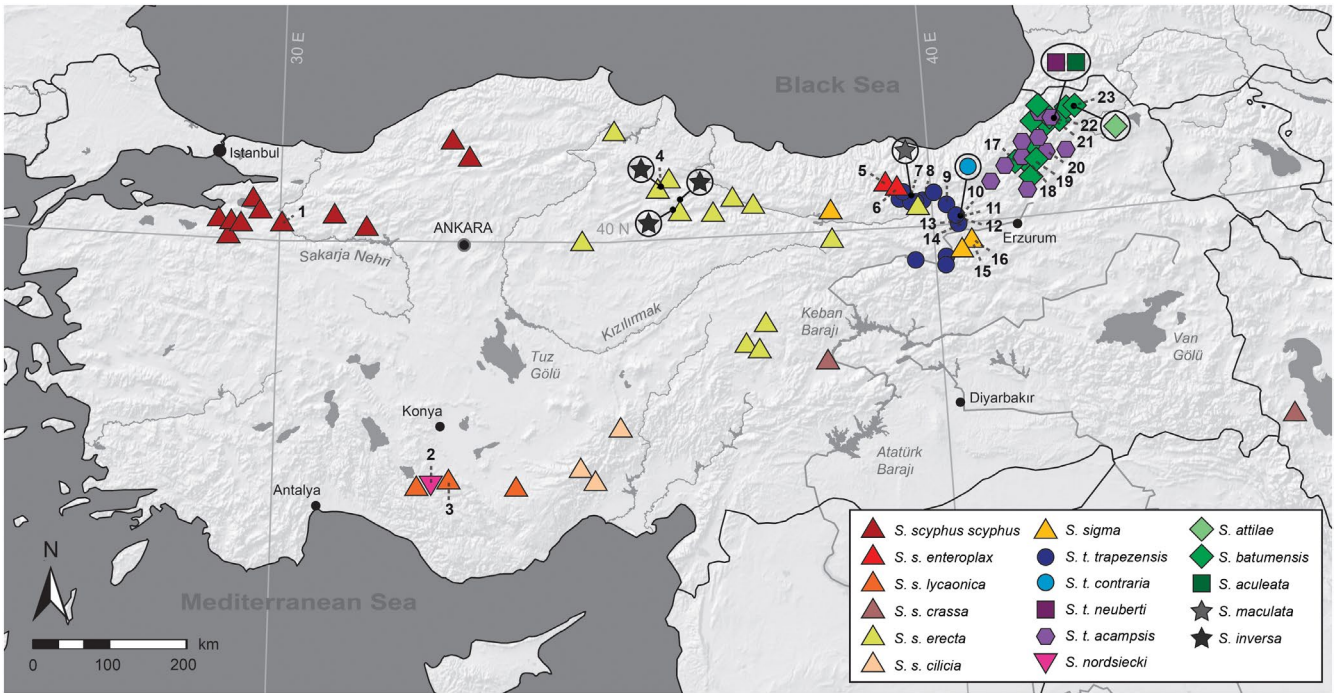 30 E
40 E
Black Sea
23
Istanbul
4
22
17
21
5
7 8
9
20
10
19
6
18
1
11
40 N
13
12
ANKARA
Erzurum
14
16
Sakarja Nehri
15
Kızılırmak
Keban
Barajı
Van
Gölü
Tuz
Gölü
Diyarbakır
Konya
2
Atatürk
Barajı
Antalya
3
N
Mediterranean Sea
km
0 100 200
S. scyphus scyphus
S. s. enteroplax
S. s. lycaonica
S. s. crassa
S. s. erecta
S. s. cilicia
S. sigma
S. t. trapezensis
S. t. contraria
S. t. neuberti
S. t. acampsis
S. nordsiecki
S. attilae
S. batumensis
S. aculeata
S. maculata
S. inversa